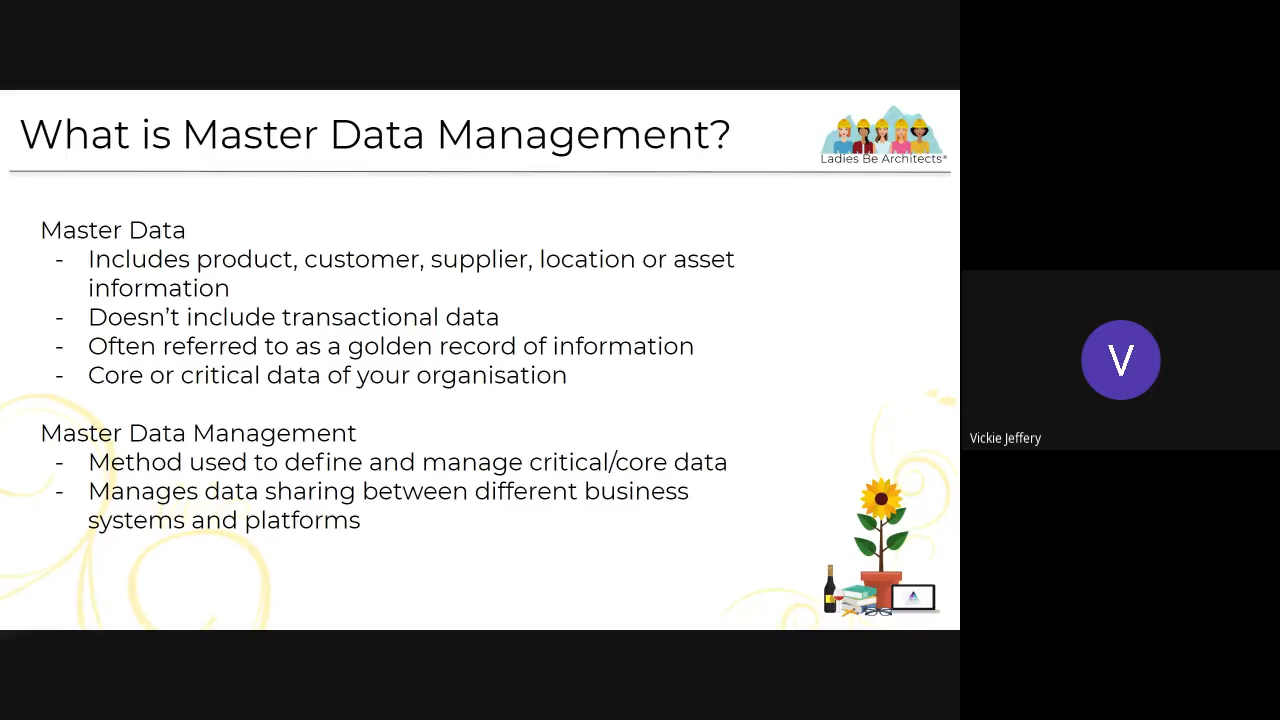 What is Master Data Management?
Ladies Be Architects*
Master Data
- Includes product, customer, supplier, location or asset
information
- Doesn’t include transactional data
- Often referred to as a golden record of information
- Core or critical data of your organisation
Master Data Management
- Method used to define and manage critical/core data
- Manages data sharing between different business
systems and platforms
V
Vickie Jeffery